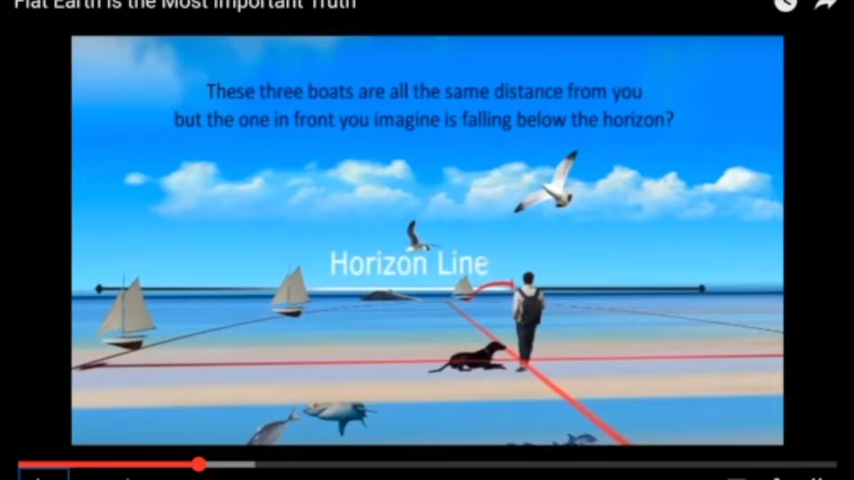 Flat Earth is the Most Important Truth
These three boats are all the same distance from you
but the one in front you imagine is falling below the horizon?
Horizon Line